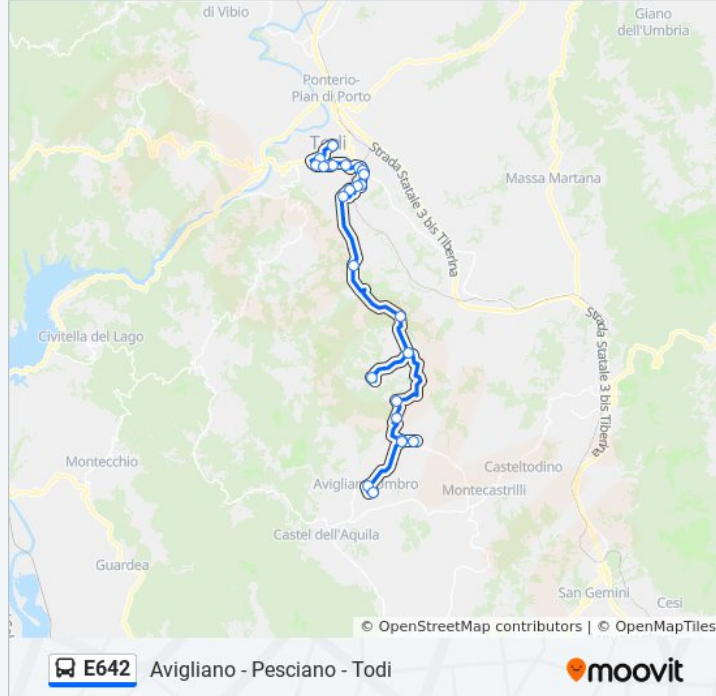 di Vibio
Giano
dell'Umbria
Ponterio-
Pian di Porto
Todi
Strada Statale 3 bis Tiberina
Massa Martana
Strada Statale 3 bis Tiberina
Civitella del Lago
Montecchio
Casteltodino
Avigliano Umbro
Montecastrilli
Castel dell'Aquila
Guardea
San Gemini
Cesi
© OpenStreetMap contributors | © OpenMapTiles
E642 Avigliano - Pesciano - Todi
moovit